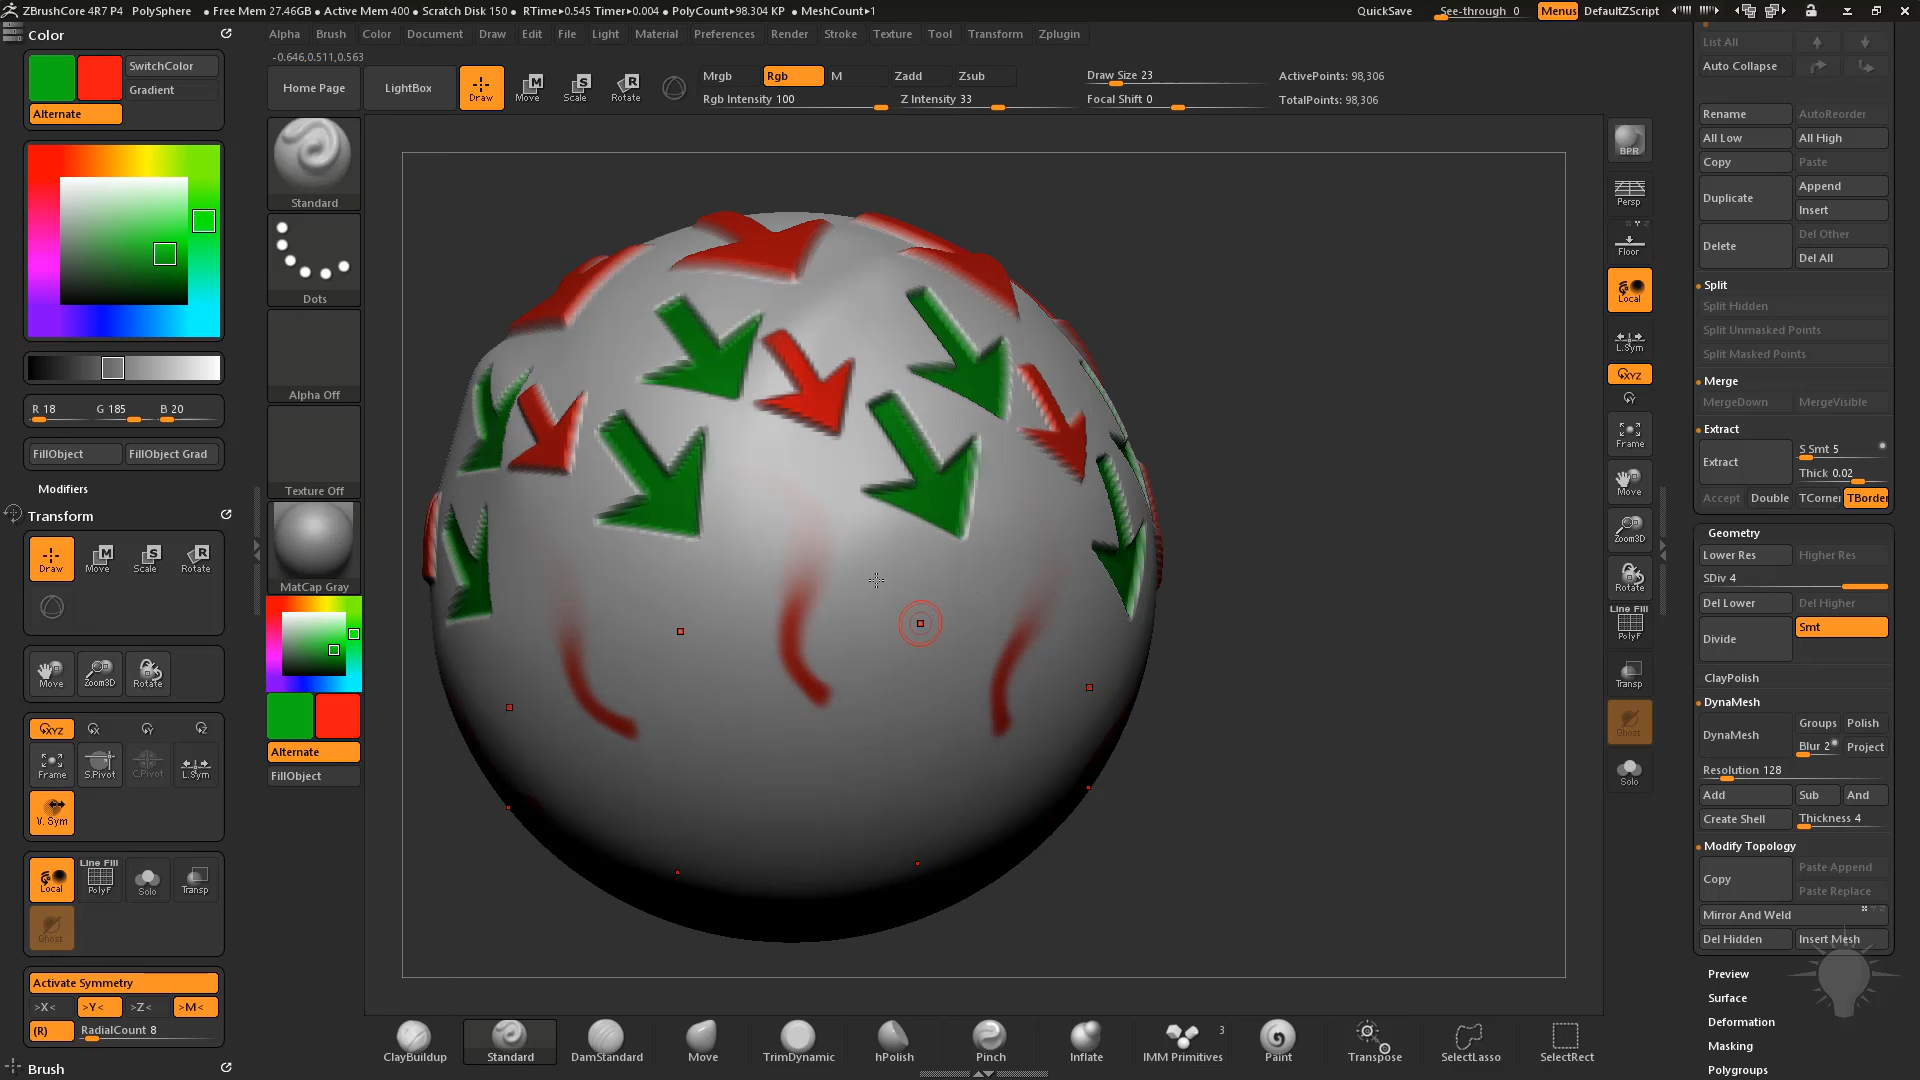 ZBrushCore 4R7 P4 PolySphere • Free Mem 27.46GB • Active Mem 400 • Scratch Disk 150 • RTime▸0.545 Timer▸0.004 • PolyCount▸98.304 KP • MeshCount▸1
QuickSave See-through 0 Menus DefaultZScript
Color
Alpha Brush Color Document Draw Edit File Light Material Preferences Render Stroke Texture Tool Transform Zplugin
-0.646,0.511,0.563
SwitchColor
Gradient
Alternate
Home Page
LightBox
Draw
Move
Scale
Rotate
Mrgb Rgb M Zadd Zsub
Rgb Intensity 100
Z Intensity 33
Draw Size 23
Focal Shift 0
ActivePoints: 98,306
TotalPoints: 98,306
Standard
Dots
Alpha Off
Texture Off
MatCap Gray
Alternate
FillObject
R 18 G 185 B 20
FillObject FillObject Grad
Modifiers
Transform
Draw Move Scale Rotate
Move Zoom3D Rotate
XYZ X Y Z
Frame S.Pivot C.Pivot L.Sym
V. Sym
Local
Line Fill
PolyF
Solo
Transp
Ghost
Activate Symmetry
>X< >Y< >Z< >M<
(R) RadialCount 8
Brush
BPR
Persp
Floor
Local
L.Sym
XYZ
Y
Frame
Move
Zoom3D
Rotate
Line Fill
PolyF
Transp
Ghost
Solo
List All
Auto Collapse
Rename AutoReorder
All Low All High
Copy Paste
Duplicate Append
Insert
Delete Del Other
Del All
Split
Split Hidden
Split Unmasked Points
Split Masked Points
Merge
MergeDown MergeVisible
Extract
Extract S Smt 5
Thick 0.02
Accept Double TCorne TBorder
Geometry
Lower Res Higher Res
SDiv 4
Del Lower Del Higher
Divide Smt
ClayPolish
DynaMesh
DynaMesh Groups Polish
Blur 2 Project
Resolution 128
Add Sub And
Create Shell Thickness 4
Modify Topology
Copy Paste Append
Paste Replace
Mirror And Weld
Del Hidden Insert Mesh
Preview
Surface
Deformation
Masking
Polygroups
ClayBuildup Standard DamStandard Move TrimDynamic hPolish Pinch Inflate IMM Primitives 3 Paint Transpose SelectLasso SelectRect